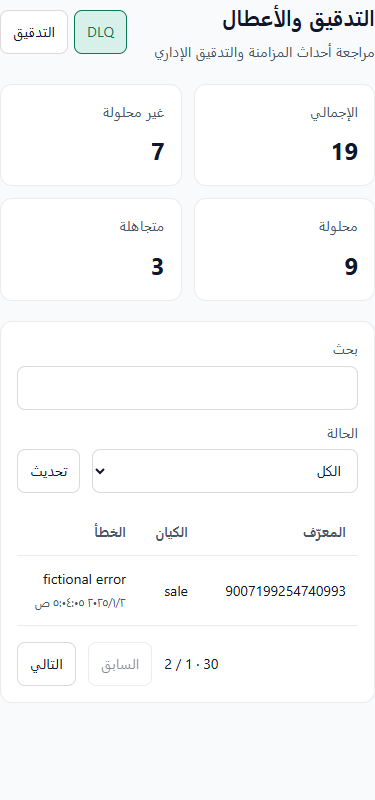 التدقيق والأعطال
مراجعة أحداث المزامنة والتدقيق الإداري
DLQ
التدقيق
الإجمالي
19
غير محلولة
7
محلولة
9
متجاهلة
3
بحث
الحالة
الكل
تحديث
المعرّف الكيان الخطأ
9007199254740993 sale fictional error
٢‏/١‏/٢٠٢٥ ٥:٠٤:٠٥ ص
2 / 1 · 30
السابق
التالي